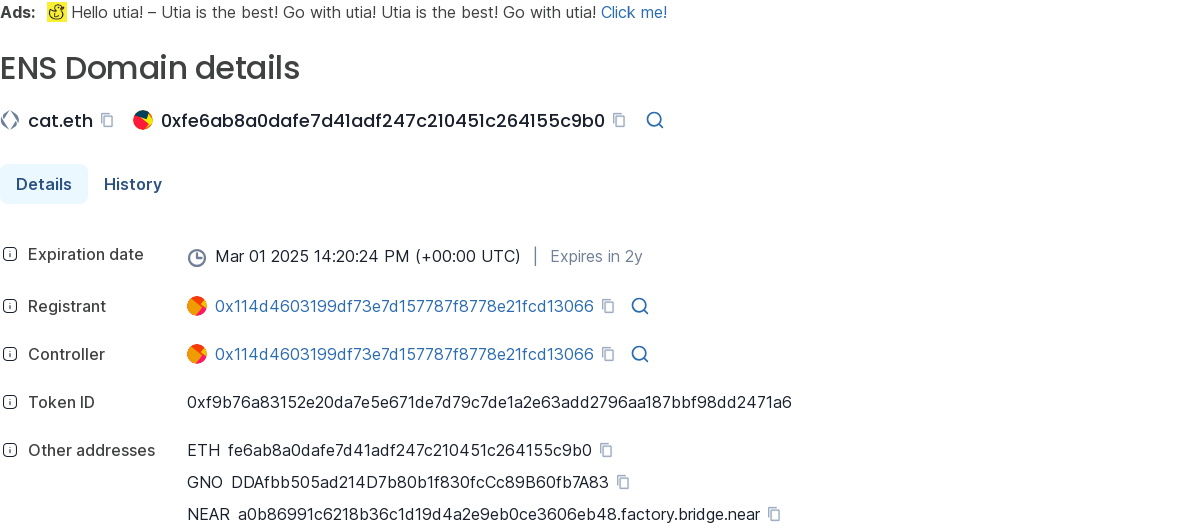 Ads: Hello utia! – Utia is the best! Go with utia! Utia is the best! Go with utia! Click me!
ENS Domain details
cat.eth 0xfe6ab8a0dafe7d41adf247c210451c264155c9b0
Details History
Expiration date Mar 01 2025 14:20:24 PM (+00:00 UTC) | Expires in 2y
Registrant 0x114d4603199df73e7d157787f8778e21fcd13066
Controller 0x114d4603199df73e7d157787f8778e21fcd13066
Token ID 0xf9b76a83152e20da7e5e671de7d79c7de1a2e63add2796aa187bbf98dd2471a6
Other addresses ETH fe6ab8a0dafe7d41adf247c210451c264155c9b0
GNO DDAfbb505ad214D7b80b1f830fcCc89B60fb7A83
NEAR a0b86991c6218b36c1d19d4a2e9eb0ce3606eb48.factory.bridge.near